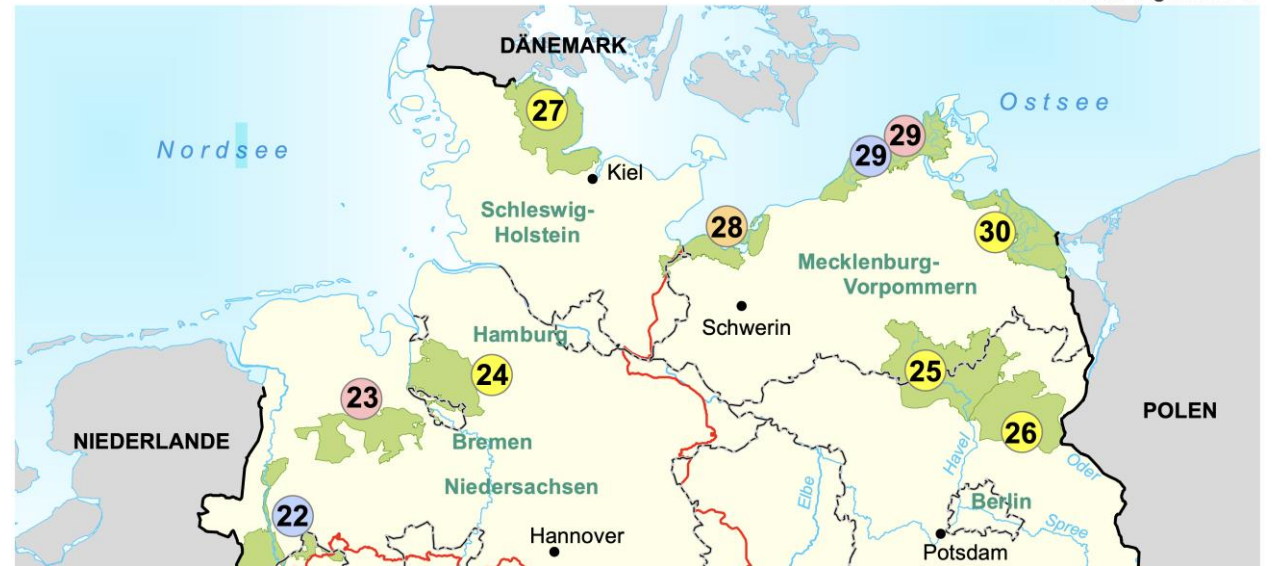 DÄNEMARK
27
Ostsee
29
29
Nordsee
Kiel
Schleswig-
Holstein
28
30
Mecklenburg-
Vorpommern
Schwerin
Hamburg
24
25
23
POLEN
NIEDERLANDE
26
Bremen
Havel
Oder
Niedersachsen
Elbe
Berlin
22
Spree
Hannover
Potsdam